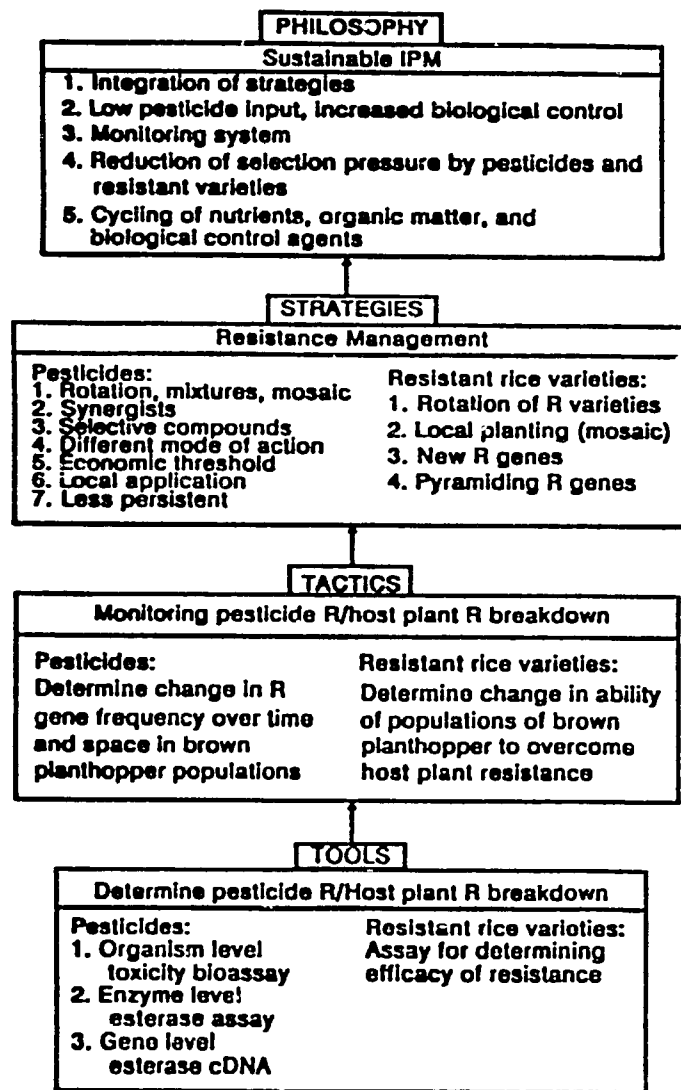 PHILOSOPHY
Sustainable IPM
1. Integration of strategies
2. Low pesticide input, increased biological control
3. Monitoring system
4. Reduction of selection pressure by pesticides and
resistant varieties
5. Cycling of nutrients, organic matter, and
biological control agents
STRATEGIES
Resistance Management
Pesticides:
1. Rotation, mixtures, mosaic
2. Synergists
3. Selective compounds
4. Different mode of action
5. Economic threshold
6. Local application
7. Less persistent
Resistant rice varieties:
1. Rotation of R varieties
2. Local planting (mosaic)
3. New R genes
4. Pyramiding R genes
TACTICS
Monitoring pesticide R/host plant R breakdown
Pesticides:
Determine change in R
gene frequency over time
and space in brown
planthopper populations
Resistant rice varieties:
Determine change in ability
of populations of brown
planthopper to overcome
host plant resistance
TOOLS
Determine pesticide R/Host plant R breakdown
Pesticides:
1. Organism level
toxicity bioassay
2. Enzyme level
esterase assay
3. Gene level
esterase cDNA
Resistant rice varieties:
Assay for determining
efficacy of resistance